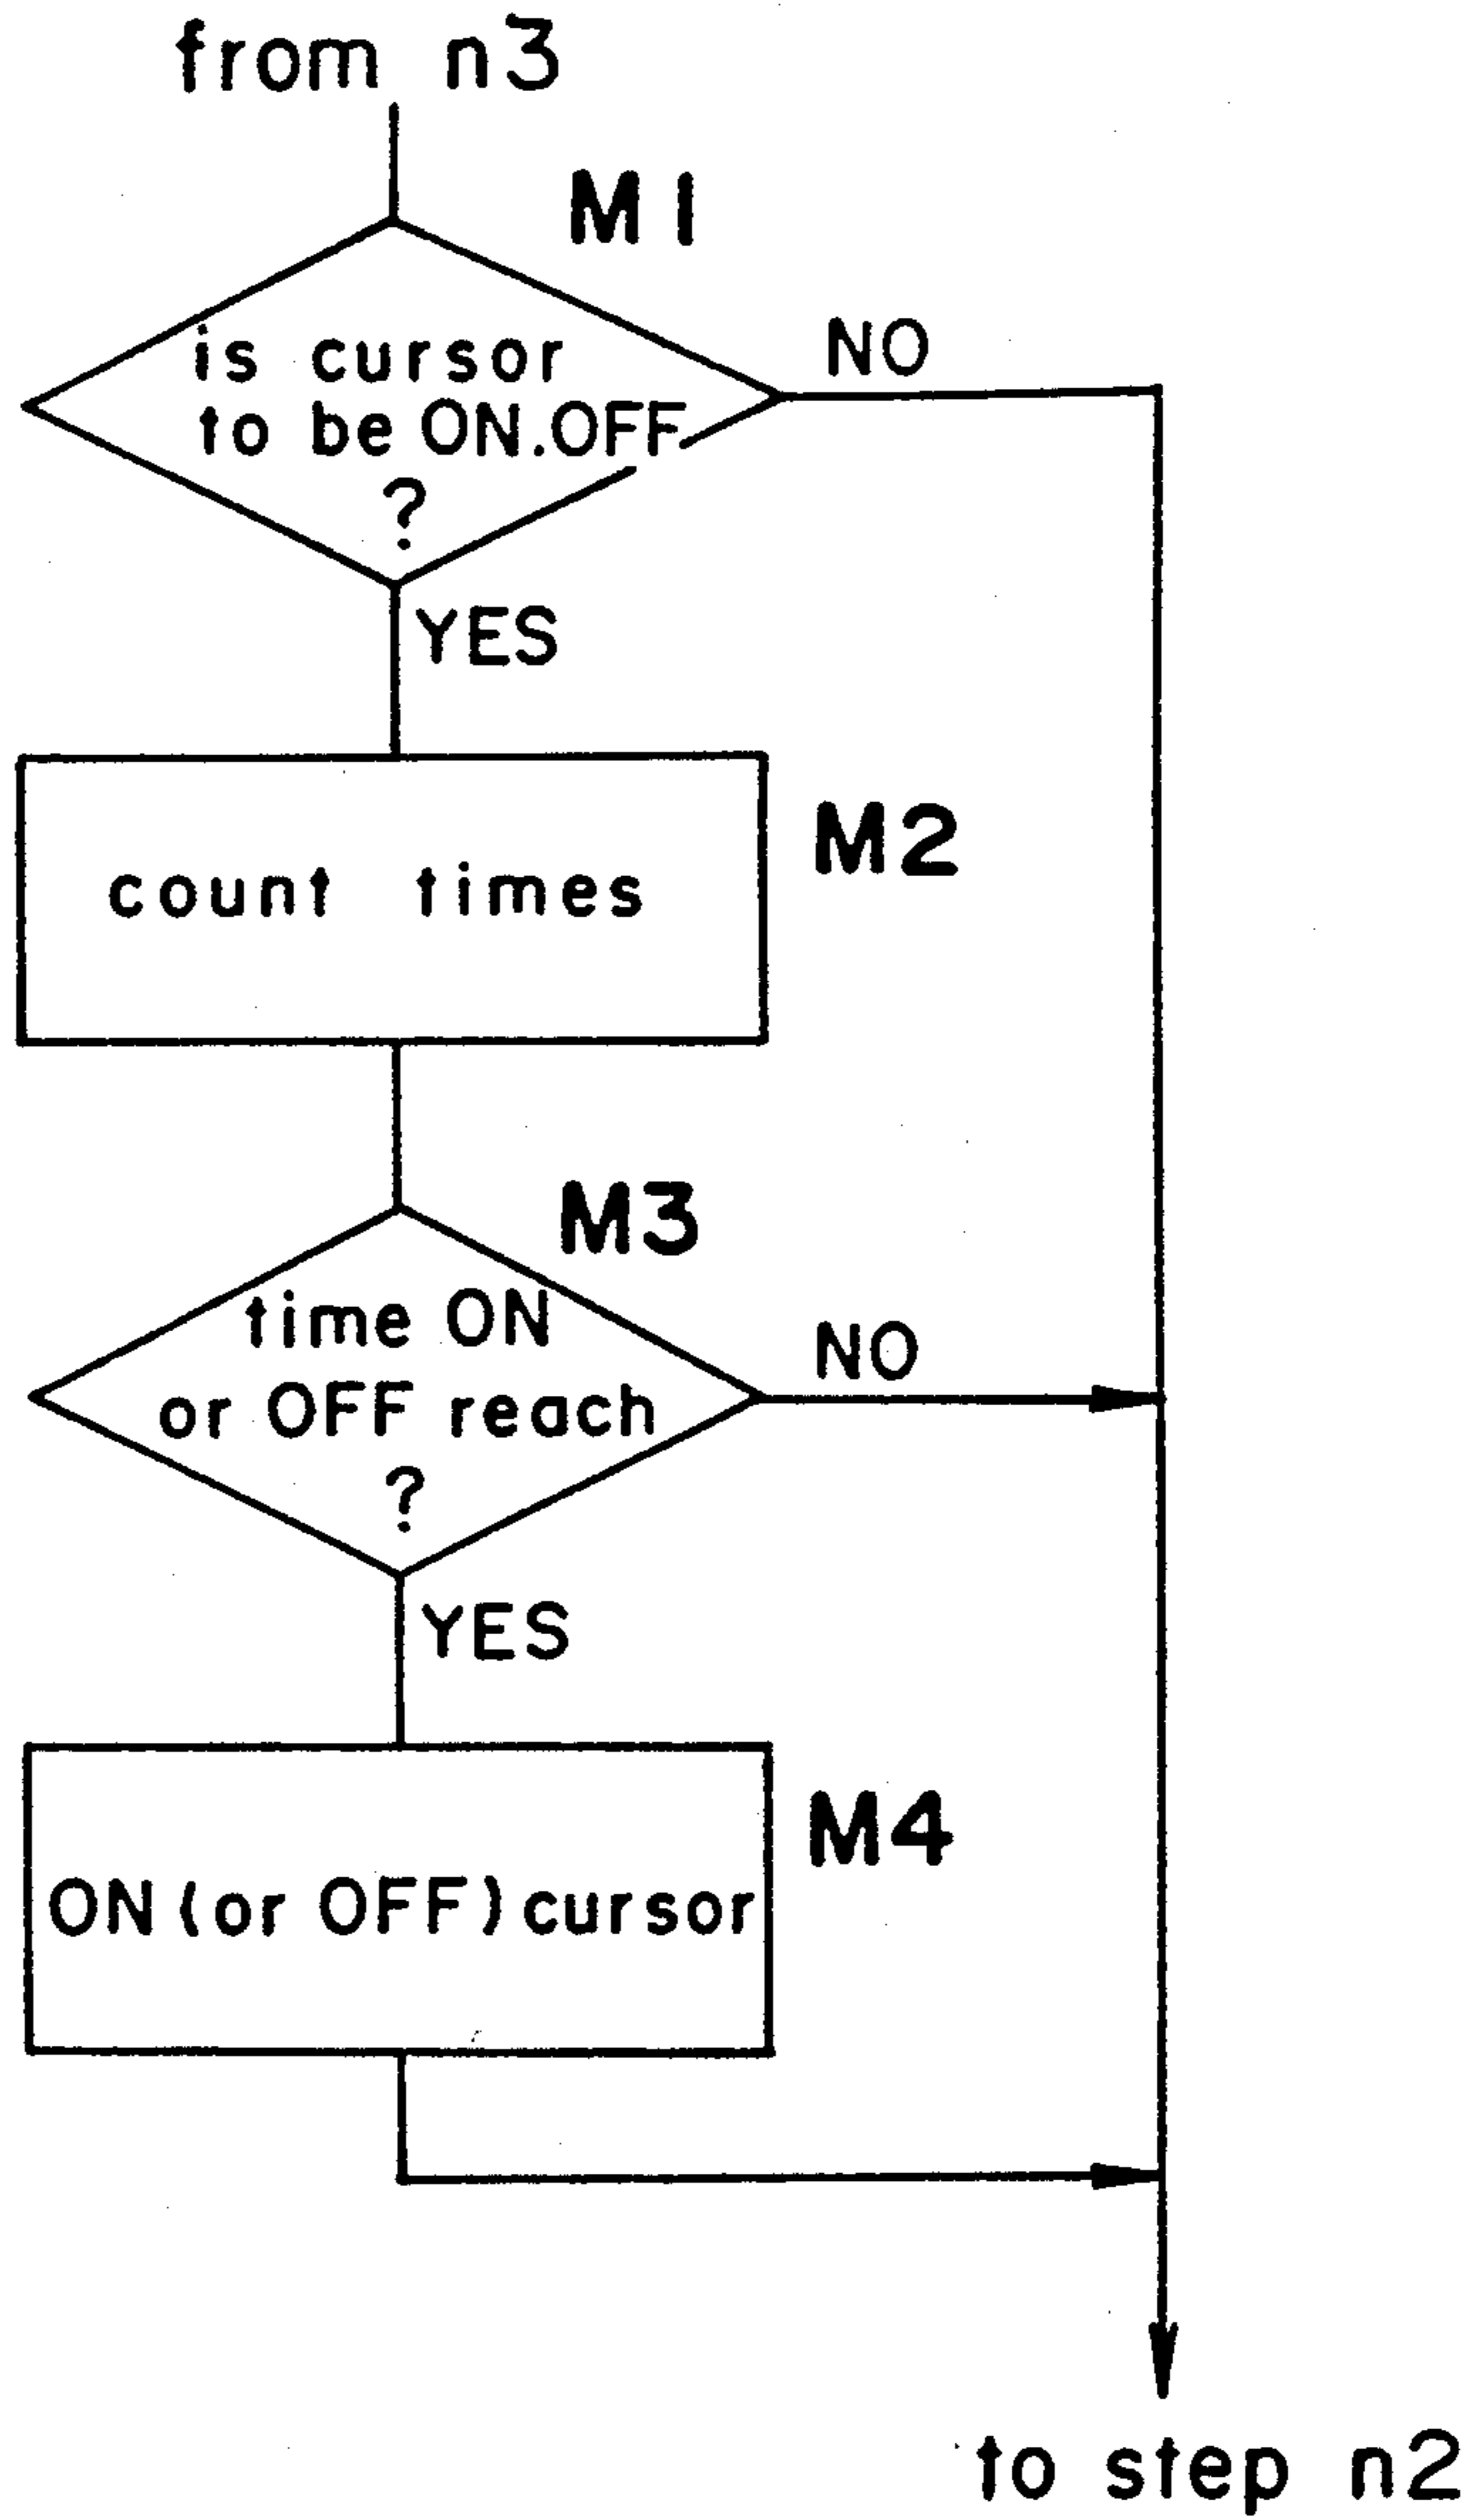 from n3
M1
is cursor
to be ON.OFF
?
NO
YES
count times
M2
M3
time ON
or OFF reach
?
NO
YES
M4
ON(or OFF)cursor
to step n2